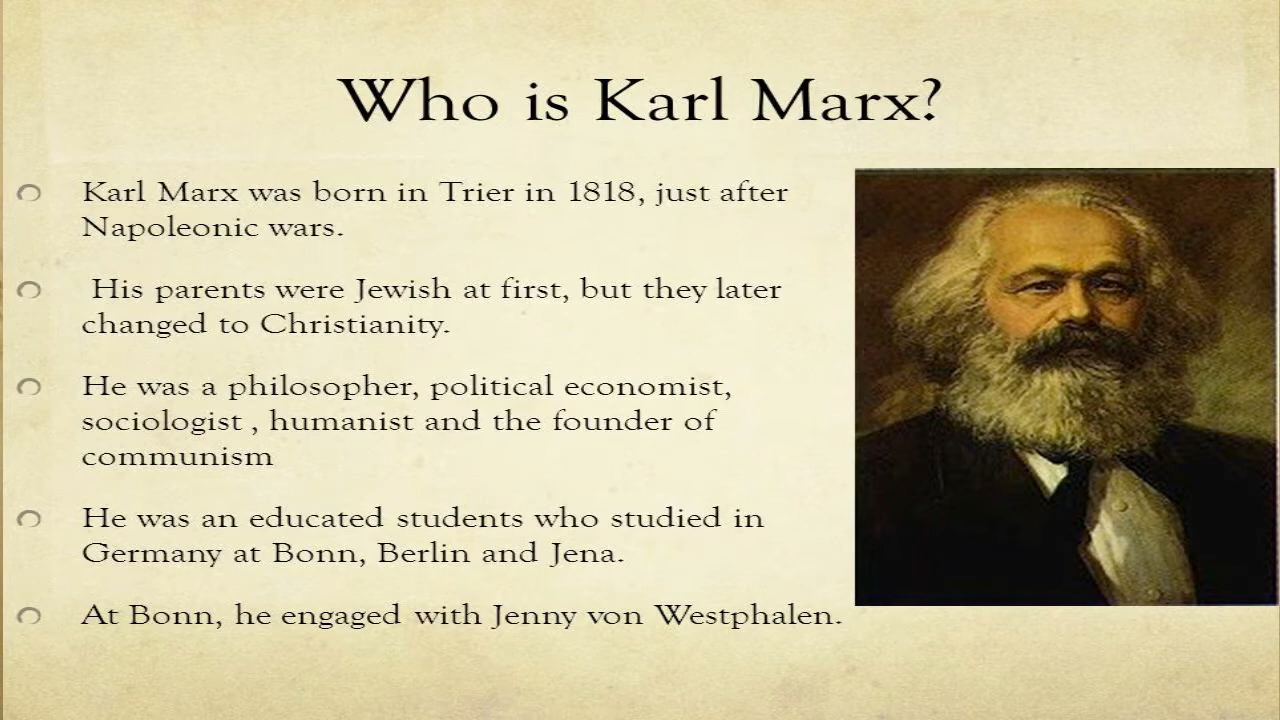 Who is Karl Marx?
Karl Marx was born in Trier in 1818, just after
Napoleonic wars.
His parents were Jewish at first, but they later
changed to Christianity.
He was a philosopher, political economist,
sociologist , humanist and the founder of
communism
He was an educated students who studied in
Germany at Bonn, Berlin and Jena.
At Bonn, he engaged with Jenny von Westphalen.